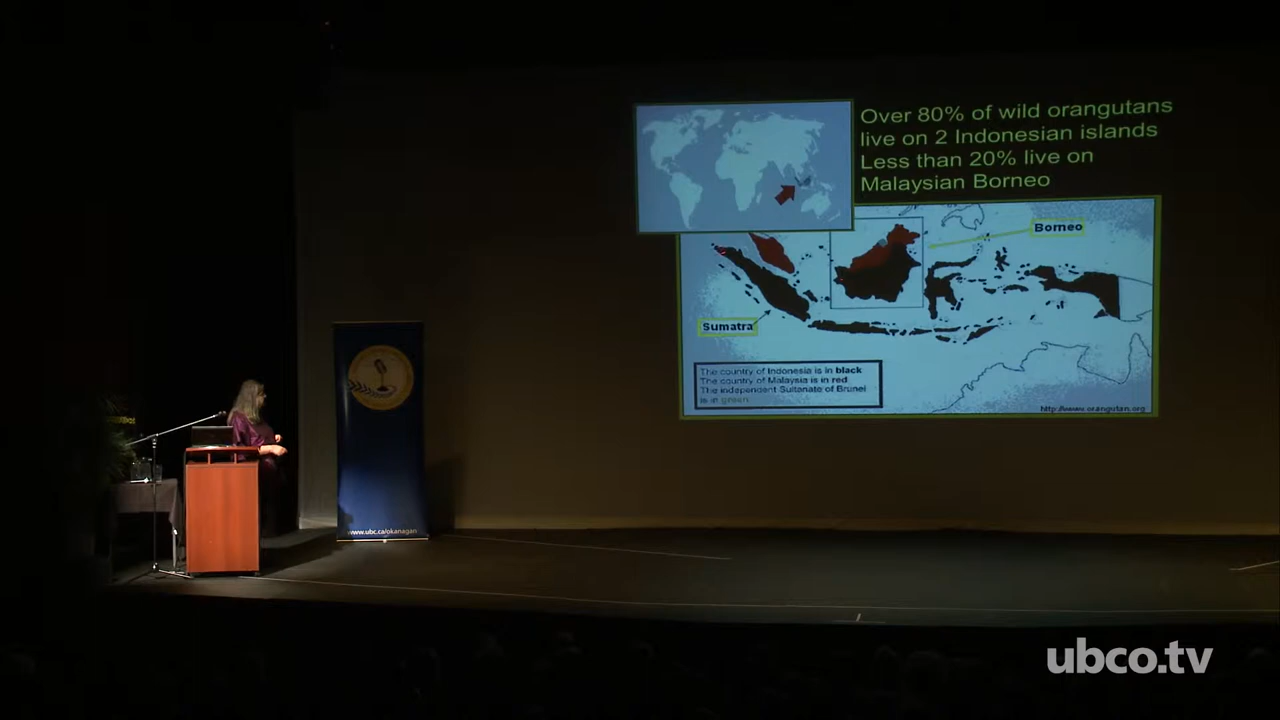 Over 80% of wild orangutans
live on 2 Indonesian islands
Less than 20% live on
Malaysian Borneo
Borneo
Sumatra
The country of Indonesia is in black
The country of Malaysia is in red
The independent Sultanate of Brunei
is in green
http://www.orangutan.org
www.ubc.ca/okanagan
ubco.tv